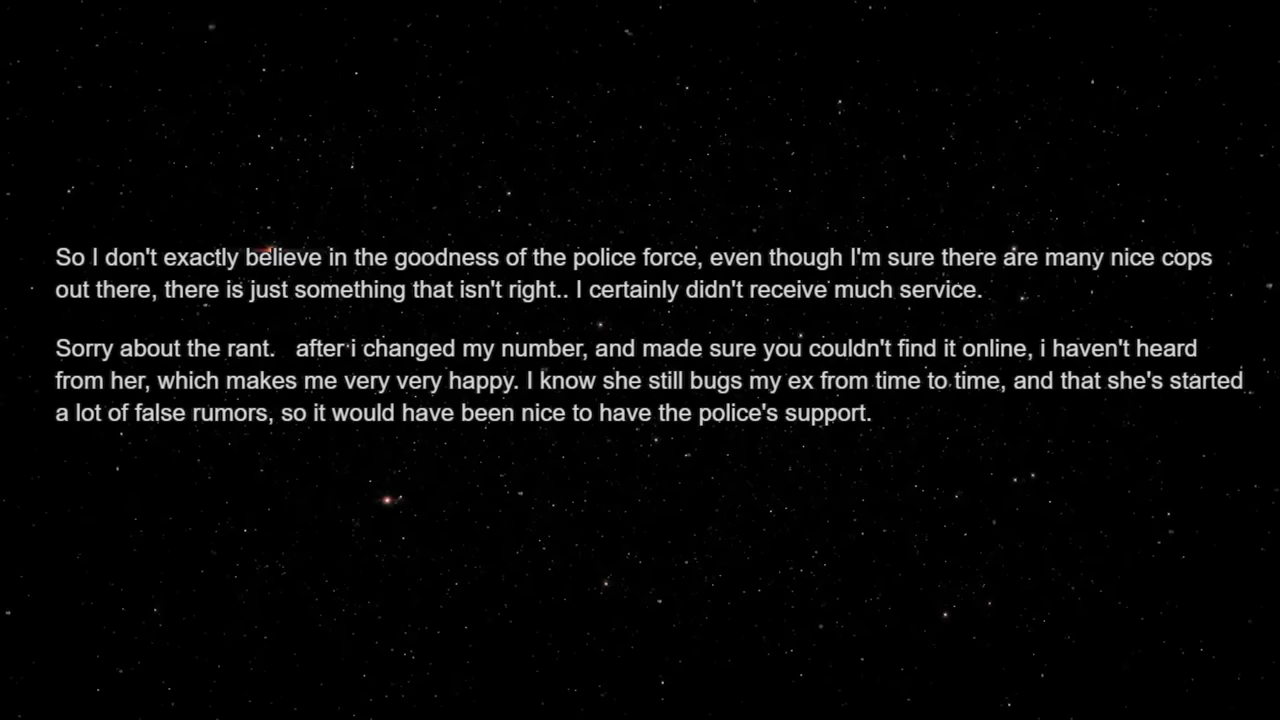 So I don't exactly believe in the goodness of the police force, even though I'm sure there are many nice cops
out there, there is just something that isn't right.. I certainly didn't receive much service.
Sorry about the rant.   after i changed my number, and made sure you couldn't find it online, i haven't heard
from her, which makes me very very happy. I know she still bugs my ex from time to time, and that she's started
a lot of false rumors, so it would have been nice to have the police's support.